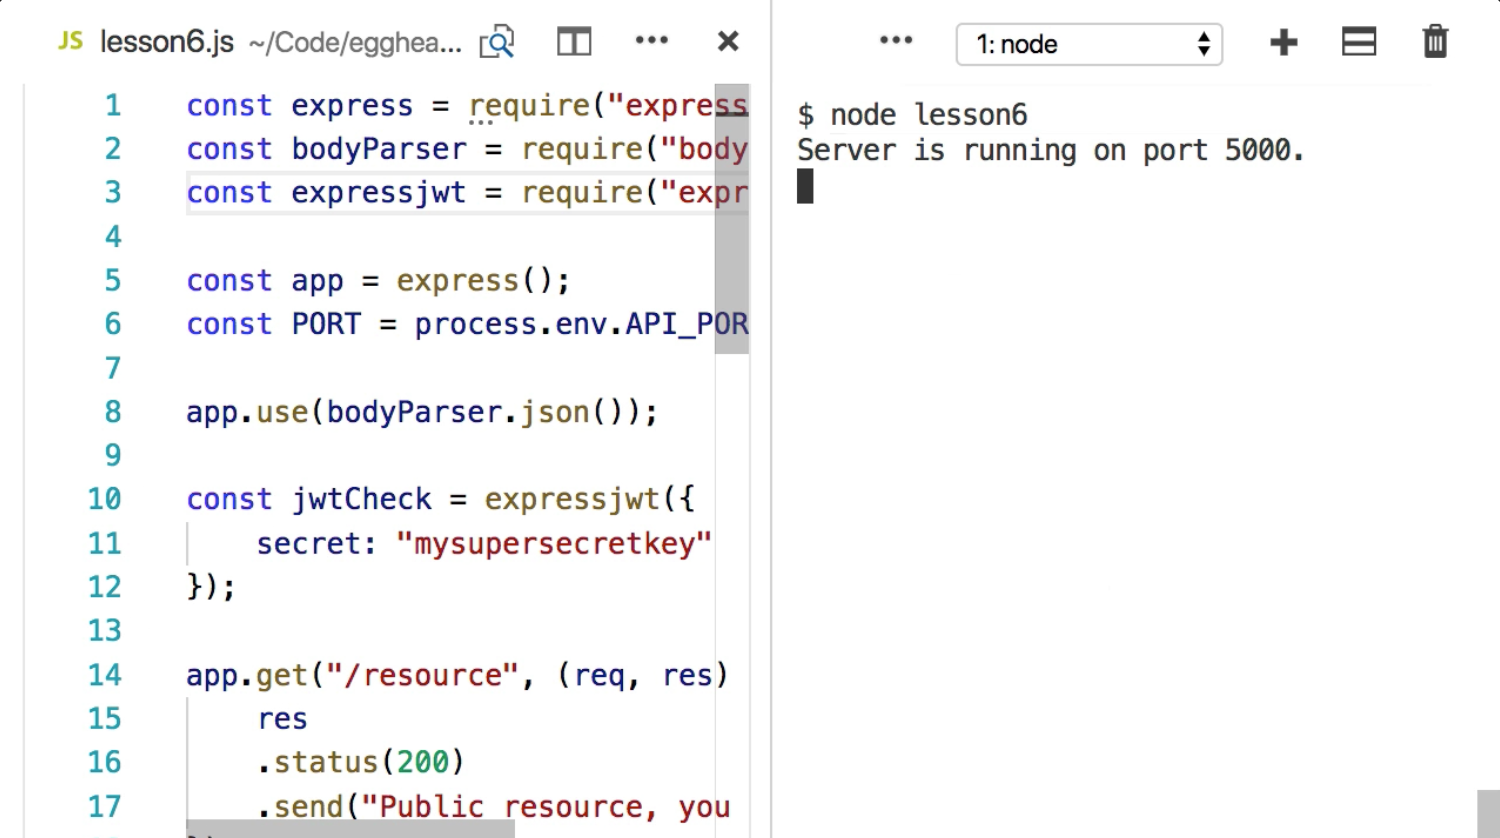 JS lesson6.js ~/Code/egghea...
1 const express = require("express
2 const bodyParser = require("body
3 const expressjwt = require("expr
4
5 const app = express();
6 const PORT = process.env.API_POR
7
8 app.use(bodyParser.json());
9
10 const jwtCheck = expressjwt({
11 secret: "mysupersecretkey"
12 });
13
14 app.get("/resource", (req, res)
15 res
16 .status(200)
17 .send("Public resource, you
1: node
$ node lesson6
Server is running on port 5000.